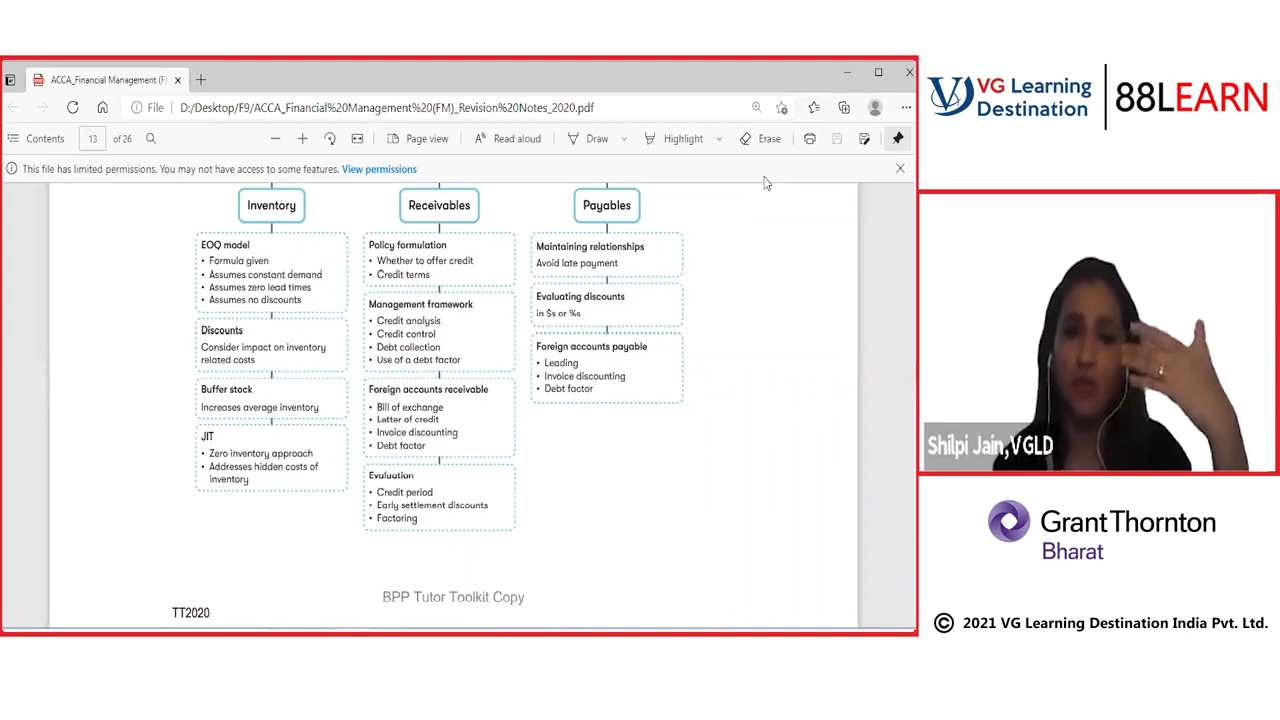 ACCA_Financial Management (F
File
D:/Desktop/F9/ACCA_Financial%20Management%20(FM)_Revision%20Notes_2020.pdf
Contents
13
of 26
Page view
Read aloud
Draw
Highlight
Erase
This file has limited permissions. You may not have access to some features. View permissions
Inventory
EOQ model
• Formula given
• Assumes constant demand
• Assumes zero lead times
• Assumes no discounts
Discounts
Consider impact on inventory
related costs
Buffer stock
Increases average inventory
JIT
• Zero inventory approach
• Addresses hidden costs of
inventory
Receivables
Policy formulation
• Whether to offer credit
• Credit terms
Management framework
• Credit analysis
• Credit control
• Debt collection
• Use of a debt factor
Foreign accounts receivable
• Bill of exchange
• Letter of credit
• Invoice discounting
• Debt factor
Evaluation
• Credit period
• Early settlement discounts
• Factoring
Payables
Maintaining relationships
Avoid late payment
Evaluating discounts
in $s or %s
Foreign accounts payable
• Leading
• Invoice discounting
• Debt factor
BPP Tutor Toolkit Copy
TT2020
VG Learning
Destination
88LEARN
Shilpi Jain,VGLD
Grant Thornton
Bharat
© 2021 VG Learning Destination India Pvt. Ltd.